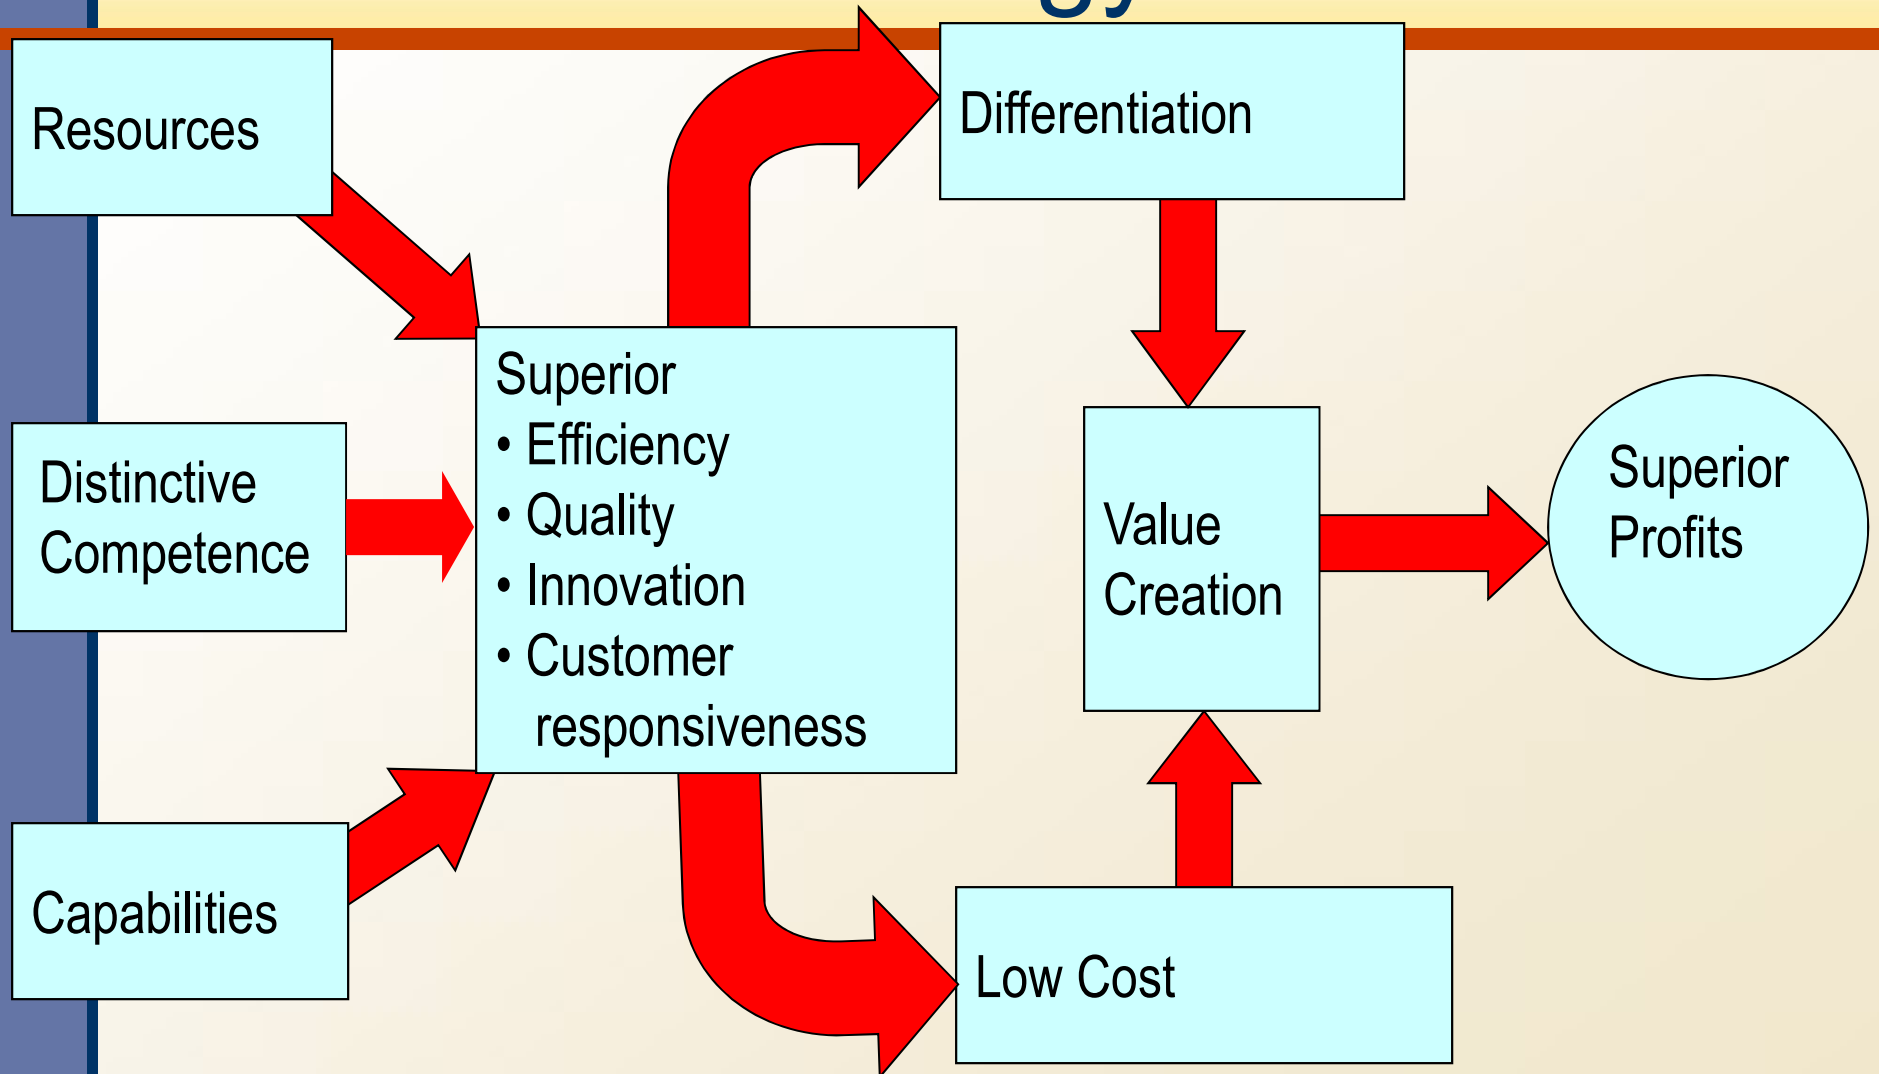 Resources
Differentiation
Distinctive
Competence
Superior
• Efficiency
• Quality
• Innovation
• Customer
responsiveness
Value
Creation
Superior
Profits
Capabilities
Low Cost